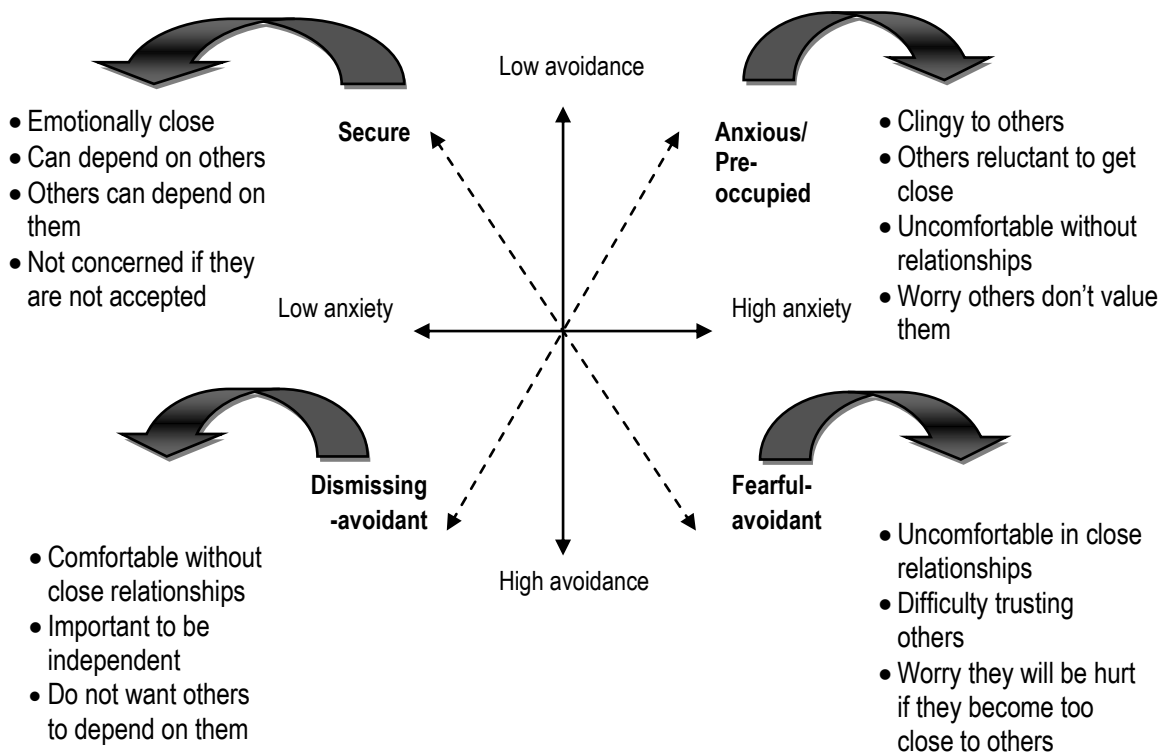 Low avoidance
Secure
Anxious/
Pre-
occupied
• Emotionally close
• Can depend on others
• Others can depend on
them
• Not concerned if they
are not accepted
• Clingy to others
• Others reluctant to get
close
• Uncomfortable without
relationships
• Worry others don’t value
them
Low anxiety
High anxiety
Dismissing
-avoidant
Fearful-
avoidant
High avoidance
• Comfortable without
close relationships
• Important to be
independent
• Do not want others
to depend on them
• Uncomfortable in close
relationships
• Difficulty trusting
others
• Worry they will be hurt
if they become too
close to others